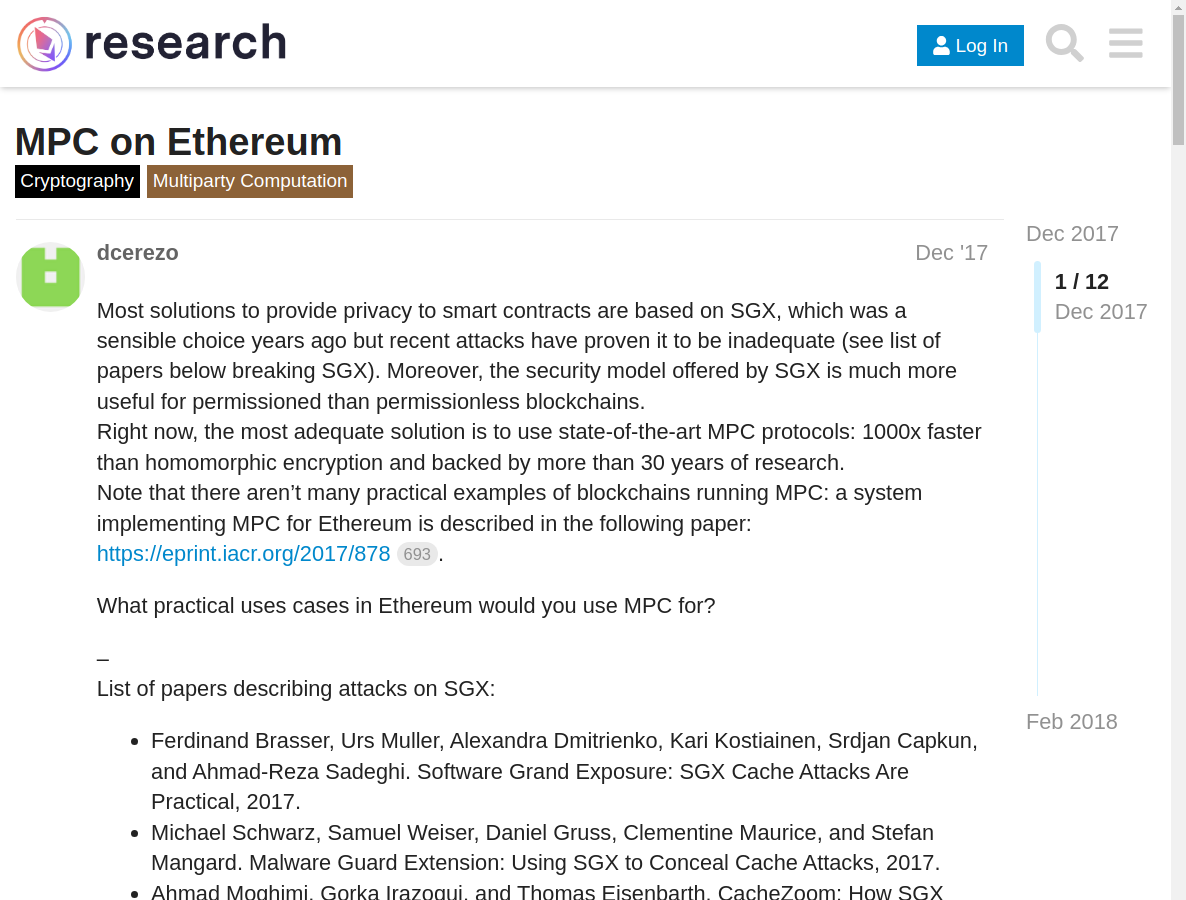 research
Log In
MPC on Ethereum
Cryptography Multiparty Computation
dcerezo Dec '17
Most solutions to provide privacy to smart contracts are based on SGX, which was a
sensible choice years ago but recent attacks have proven it to be inadequate (see list of
papers below breaking SGX). Moreover, the security model offered by SGX is much more
useful for permissioned than permissionless blockchains.
Right now, the most adequate solution is to use state-of-the-art MPC protocols: 1000x faster
than homomorphic encryption and backed by more than 30 years of research.
Note that there aren’t many practical examples of blockchains running MPC: a system
implementing MPC for Ethereum is described in the following paper:
https://eprint.iacr.org/2017/878 693 .
What practical uses cases in Ethereum would you use MPC for?
–
List of papers describing attacks on SGX:
• Ferdinand Brasser, Urs Muller, Alexandra Dmitrienko, Kari Kostiainen, Srdjan Capkun,
and Ahmad-Reza Sadeghi. Software Grand Exposure: SGX Cache Attacks Are
Practical, 2017.
• Michael Schwarz, Samuel Weiser, Daniel Gruss, Clementine Maurice, and Stefan
Mangard. Malware Guard Extension: Using SGX to Conceal Cache Attacks, 2017.
• Ahmad Moghimi, Gorka Irazoqui, and Thomas Eisenbarth. CacheZoom: How SGX
Dec 2017
1 / 12
Dec 2017
Feb 2018